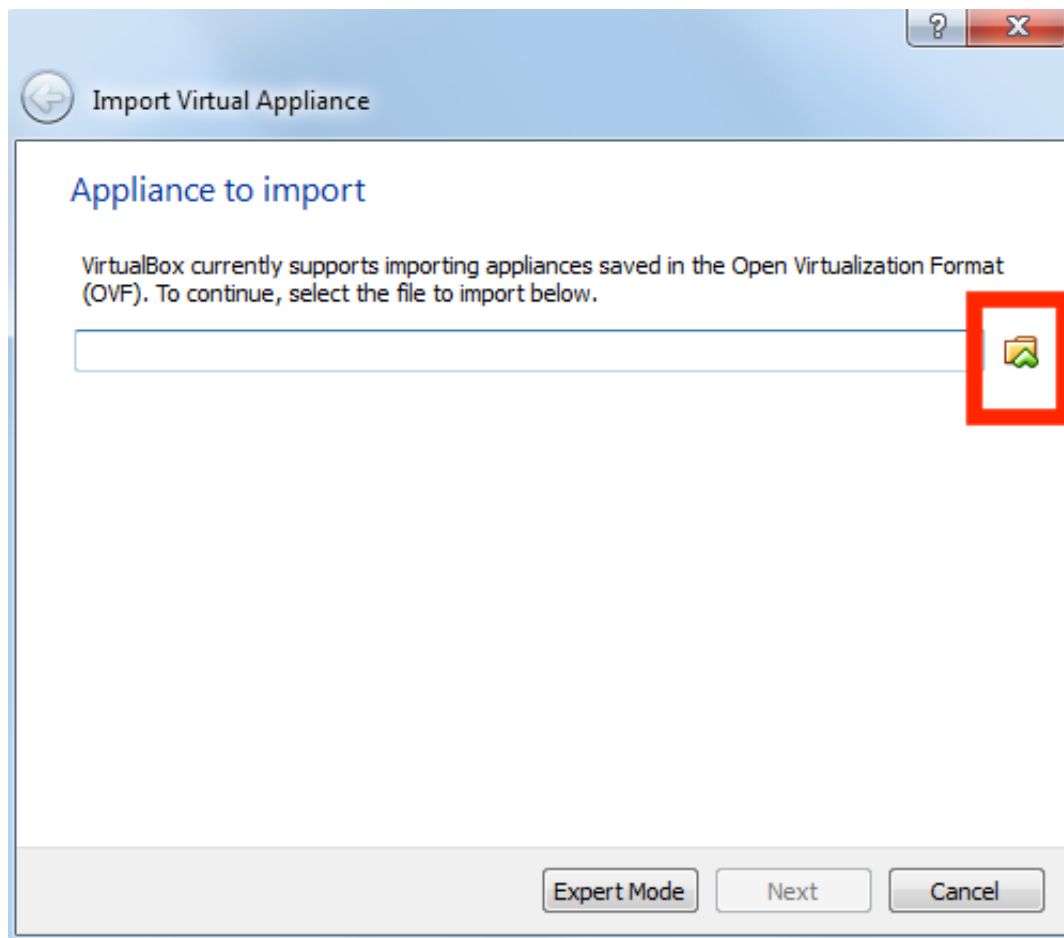 Import Virtual Appliance
Appliance to import
VirtualBox currently supports importing appliances saved in the Open Virtualization Format
(OVF). To continue, select the file to import below.
Expert Mode Next Cancel